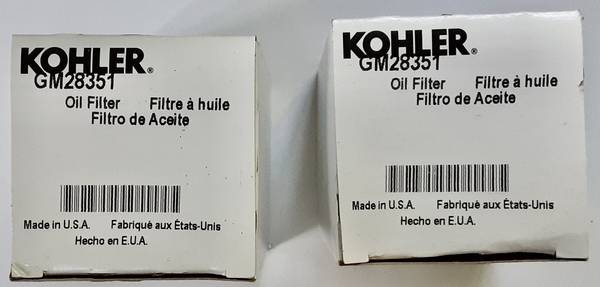 KOHLER®
GM28351
Oil Filter Filtre à huile
Filtro de Aceite
Made in U.S.A. Fabriqué aux États-Unis
Hecho en E.U.A.
KOHLER®
GM28351
Oil Filter Filtre à huile
Filtro de Aceite
Made in U.S.A. Fabriqué aux États-Unis
Hecho en E.U.A.